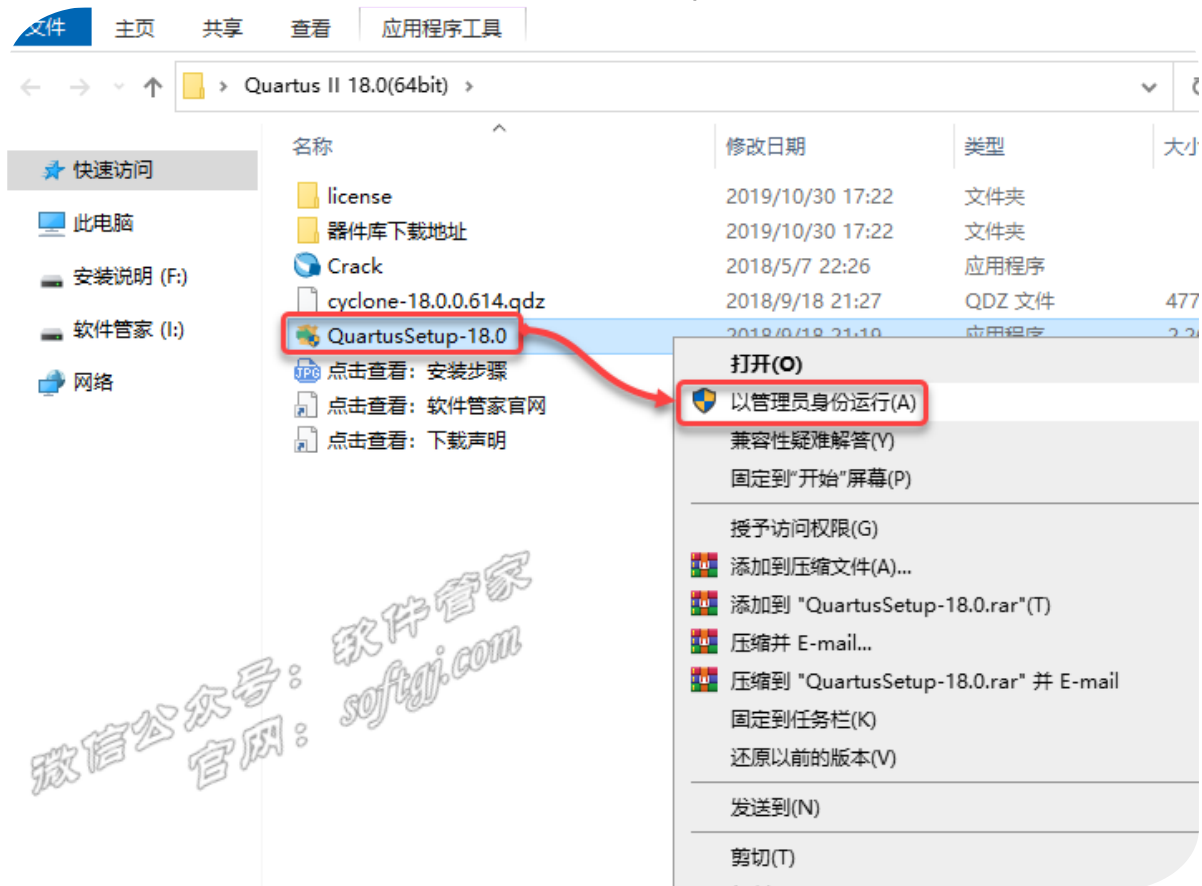 文件 主页 共享 查看 应用程序工具
Quartus II 18.0(64bit)
名称 修改日期 类型
快速访问
此电脑
安装说明 (F:)
软件管家 (I:)
网络
license 2019/10/30 17:22 文件夹
器件库下载地址 2019/10/30 17:22 文件夹
Crack 2018/5/7 22:26 应用程序
cyclone-18.0.0.614.qdz 2018/9/18 21:27 QDZ 文件 477
QuartusSetup-18.0 2018/9/18 21:19 应用程序
点击查看：安装步骤
点击查看：软件管家官网
点击查看：下载声明
打开(O)
以管理员身份运行(A)
兼容性疑难解答(Y)
固定到"开始"屏幕(P)
授予访问权限(G)
添加到压缩文件(A)...
添加到 "QuartusSetup-18.0.rar"(T)
压缩并 E-mail...
压缩到 "QuartusSetup-18.0.rar" 并 E-mail
固定到任务栏(K)
还原以前的版本(V)
发送到(N)
剪切(T)
微信公众号：软件管家
官网：softgj.com